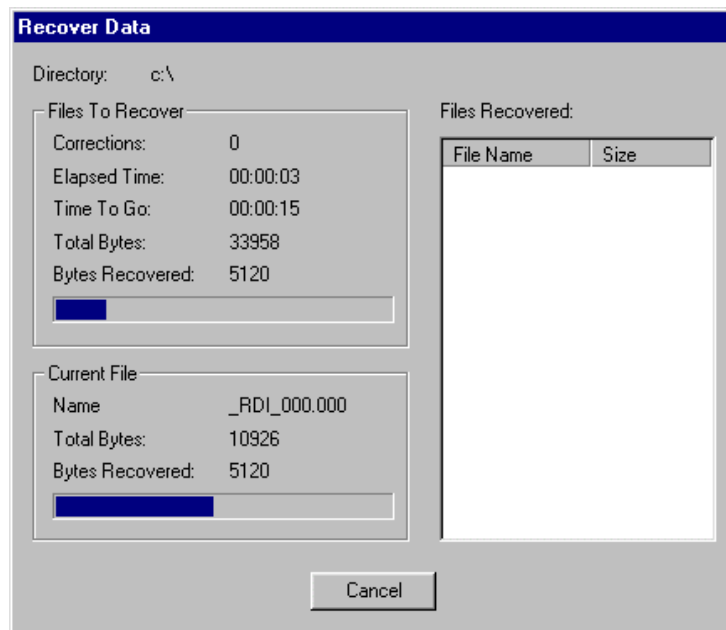 Recover Data
Directory: c:\
Files To Recover
Corrections: 0
Elapsed Time: 00:00:03
Time To Go: 00:00:15
Total Bytes: 33958
Bytes Recovered: 5120
Current File
Name _RDI_000.000
Total Bytes: 10926
Bytes Recovered: 5120
Files Recovered:
File Name Size
Cancel